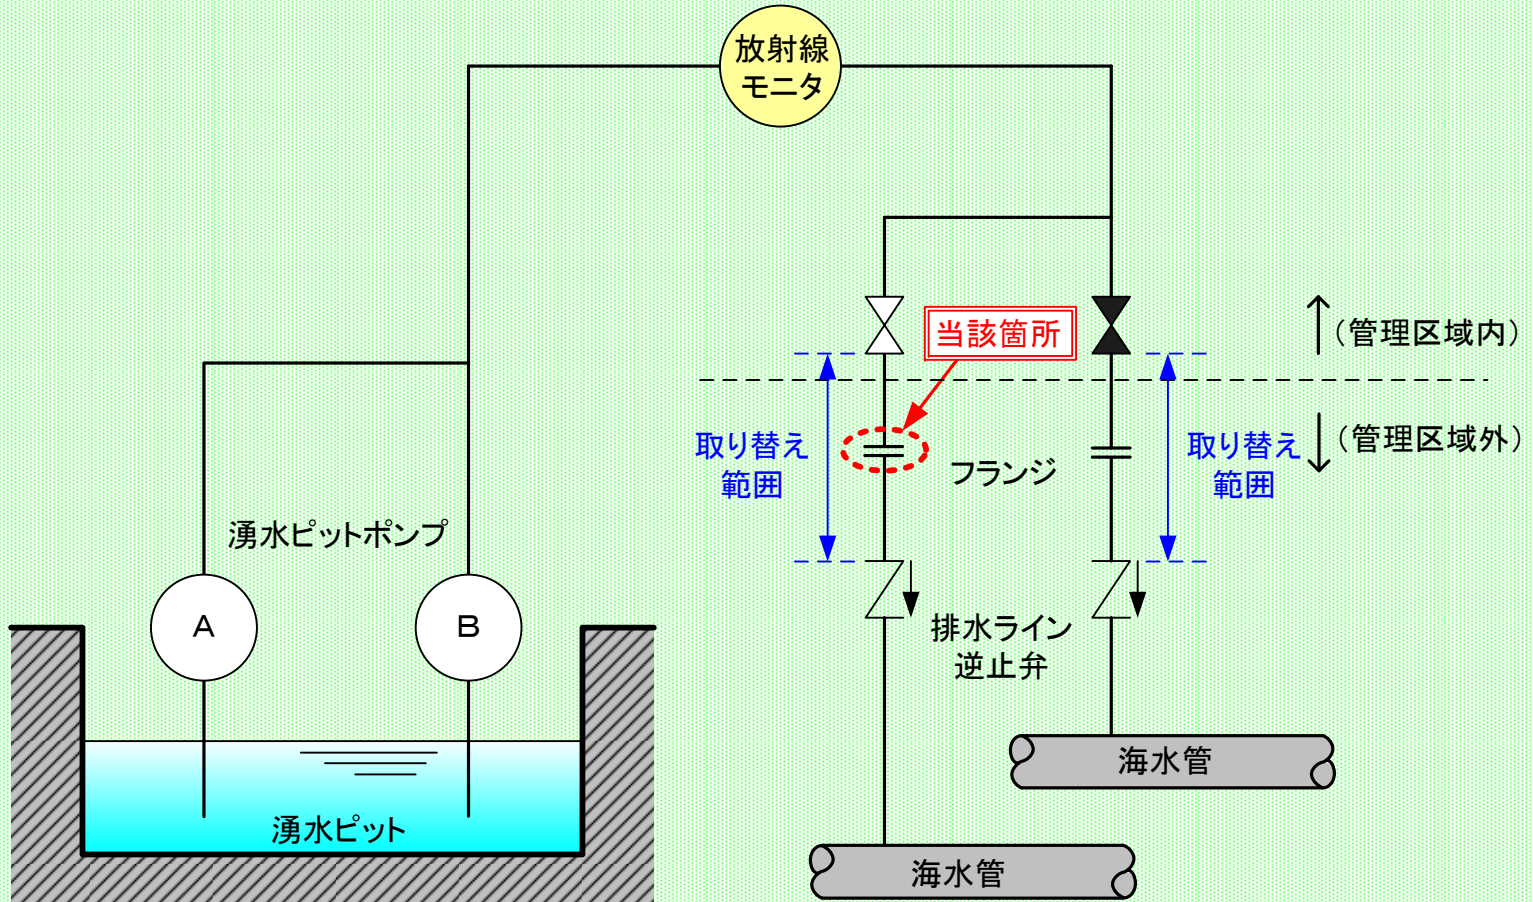 放射線
モニタ
当該箇所
(管理区域内)
取り替え
範囲
フランジ
取り替え
範囲
(管理区域外)
湧水ピットポンプ
A
B
排水ライン
逆止弁
海水管
湧水ピット
海水管